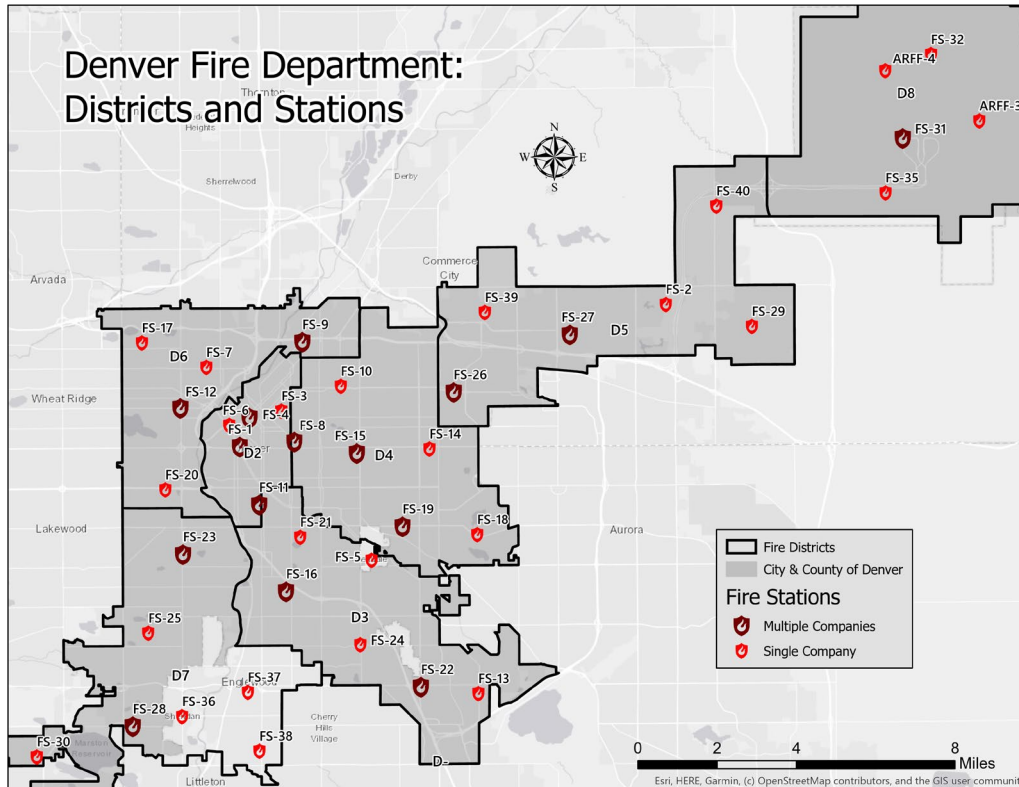 Denver Fire Department:
Districts and Stations
Thornton
Heights
Sherrelwood
Derby
Arvada
Commerce
City
Wheat Ridge
Lakewood
Aurora
Englewood
Cherry
Hills
Village
Marston
Reservoir
Littleton
N
W
E
S
FS-32
ARFF-4
D8
ARFF-3
FS-31
FS-35
FS-40
FS-39
FS-2
FS-27
D5
FS-29
FS-26
FS-17
FS-9
D6
FS-7
FS-10
FS-12
FS-3
FS-6
FS-4
FS-1
D2
FS-8
FS-15
D4
FS-14
FS-20
FS-11
FS-21
FS-19
FS-18
FS-23
FS-5
FS-16
FS-25
D3
FS-24
D7
FS-37
FS-22
FS-13
FS-36
FS-28
FS-38
FS-30
D-
Fire Districts
City & County of Denver
Fire Stations
Multiple Companies
Single Company
0 2 4 8
Miles
Esri, HERE, Garmin, (c) OpenStreetMap contributors, and the GIS user communit